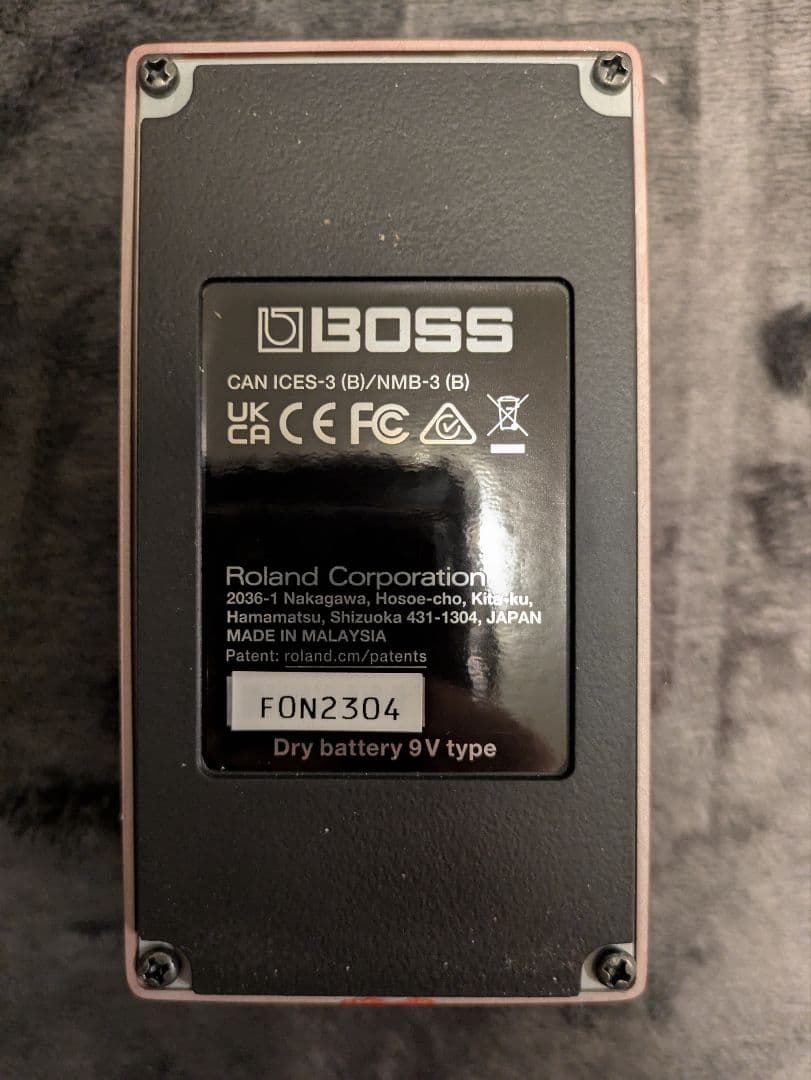 BOSS
CAN ICES-3 (B)/NMB-3 (B)
UK
CA CE FC
Roland Corporation
2036-1 Nakagawa, Hosoe-cho, Kita-ku,
Hamamatsu, Shizuoka 431-1304, JAPAN
MADE IN MALAYSIA
Patent: roland.cm/patents
FON2304
Dry battery 9V type